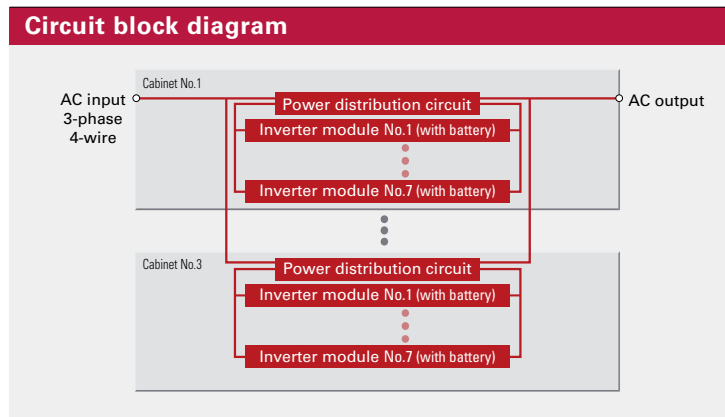 Circuit block diagram
Cabinet No.1
AC input
3-phase
4-wire
Power distribution circuit
AC output
Inverter module No.1 (with battery)
Inverter module No.7 (with battery)
Cabinet No.3
Power distribution circuit
Inverter module No.1 (with battery)
Inverter module No.7 (with battery)